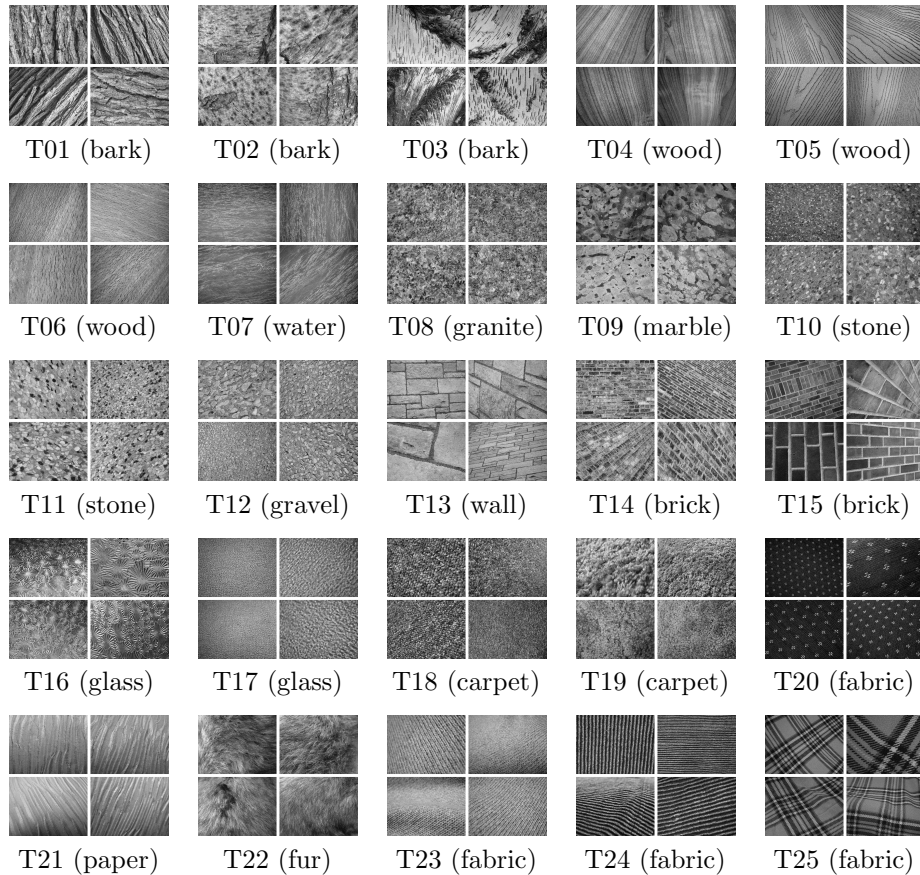 T01 (bark) T02 (bark) T03 (bark) T04 (wood) T05 (wood)
T06 (wood) T07 (water) T08 (granite) T09 (marble) T10 (stone)
T11 (stone) T12 (gravel) T13 (wall) T14 (brick) T15 (brick)
T16 (glass) T17 (glass) T18 (carpet) T19 (carpet) T20 (fabric)
T21 (paper) T22 (fur) T23 (fabric) T24 (fabric) T25 (fabric)